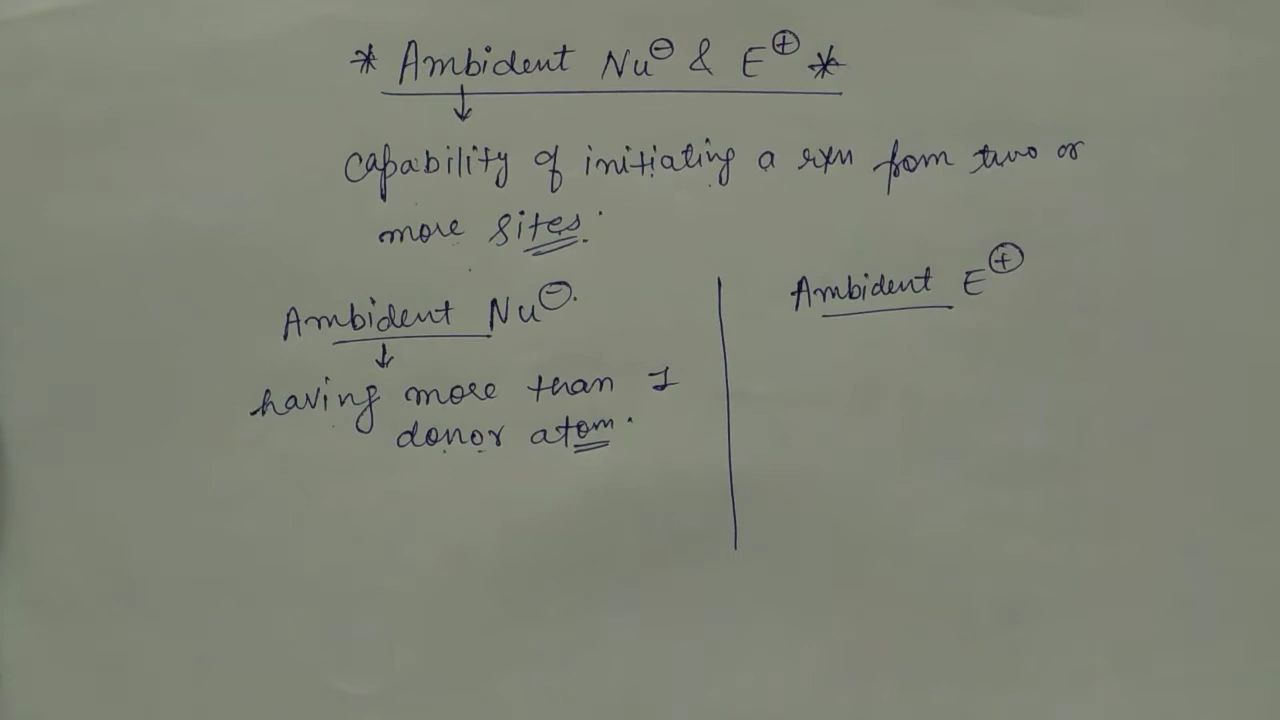 * Ambident Nu⊖ & E⊕ *
↓
capability of initiating a rxn from two or
more sites.
Ambident Nu⊖.
↓
having more than 1
donor atom.
Ambident E⊕